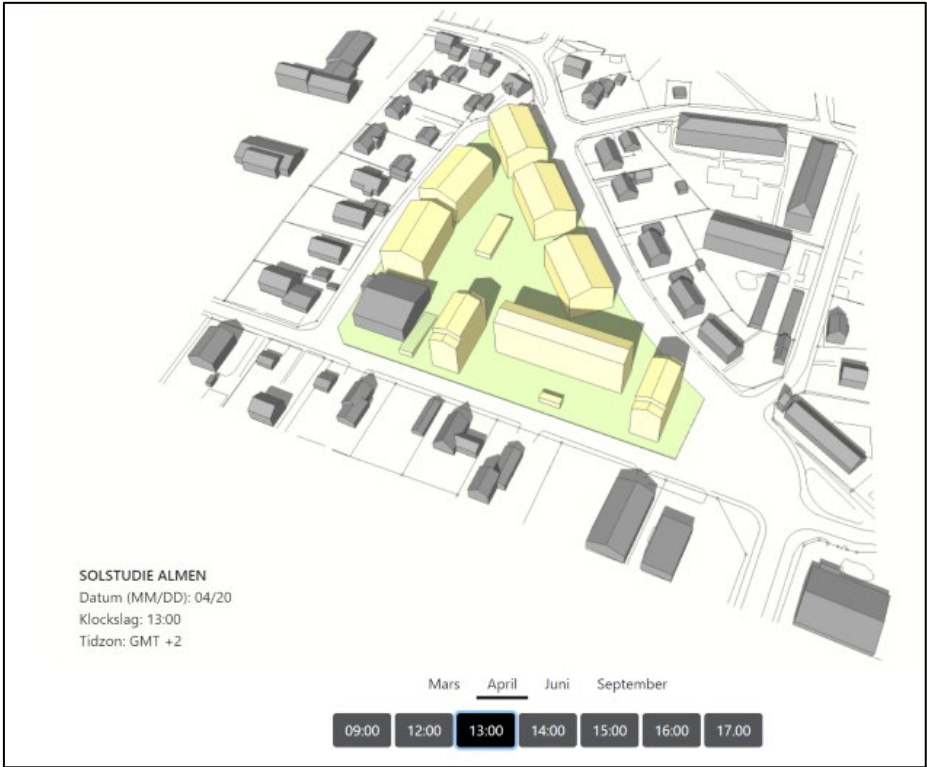 SOLSTUDIE ALMEN
Datum (MM/DD): 04/20
Klockslag: 13:00
Tidzon: GMT +2
Mars April Juni September
09:00 12:00 13:00 14:00 15:00 16:00 17.00